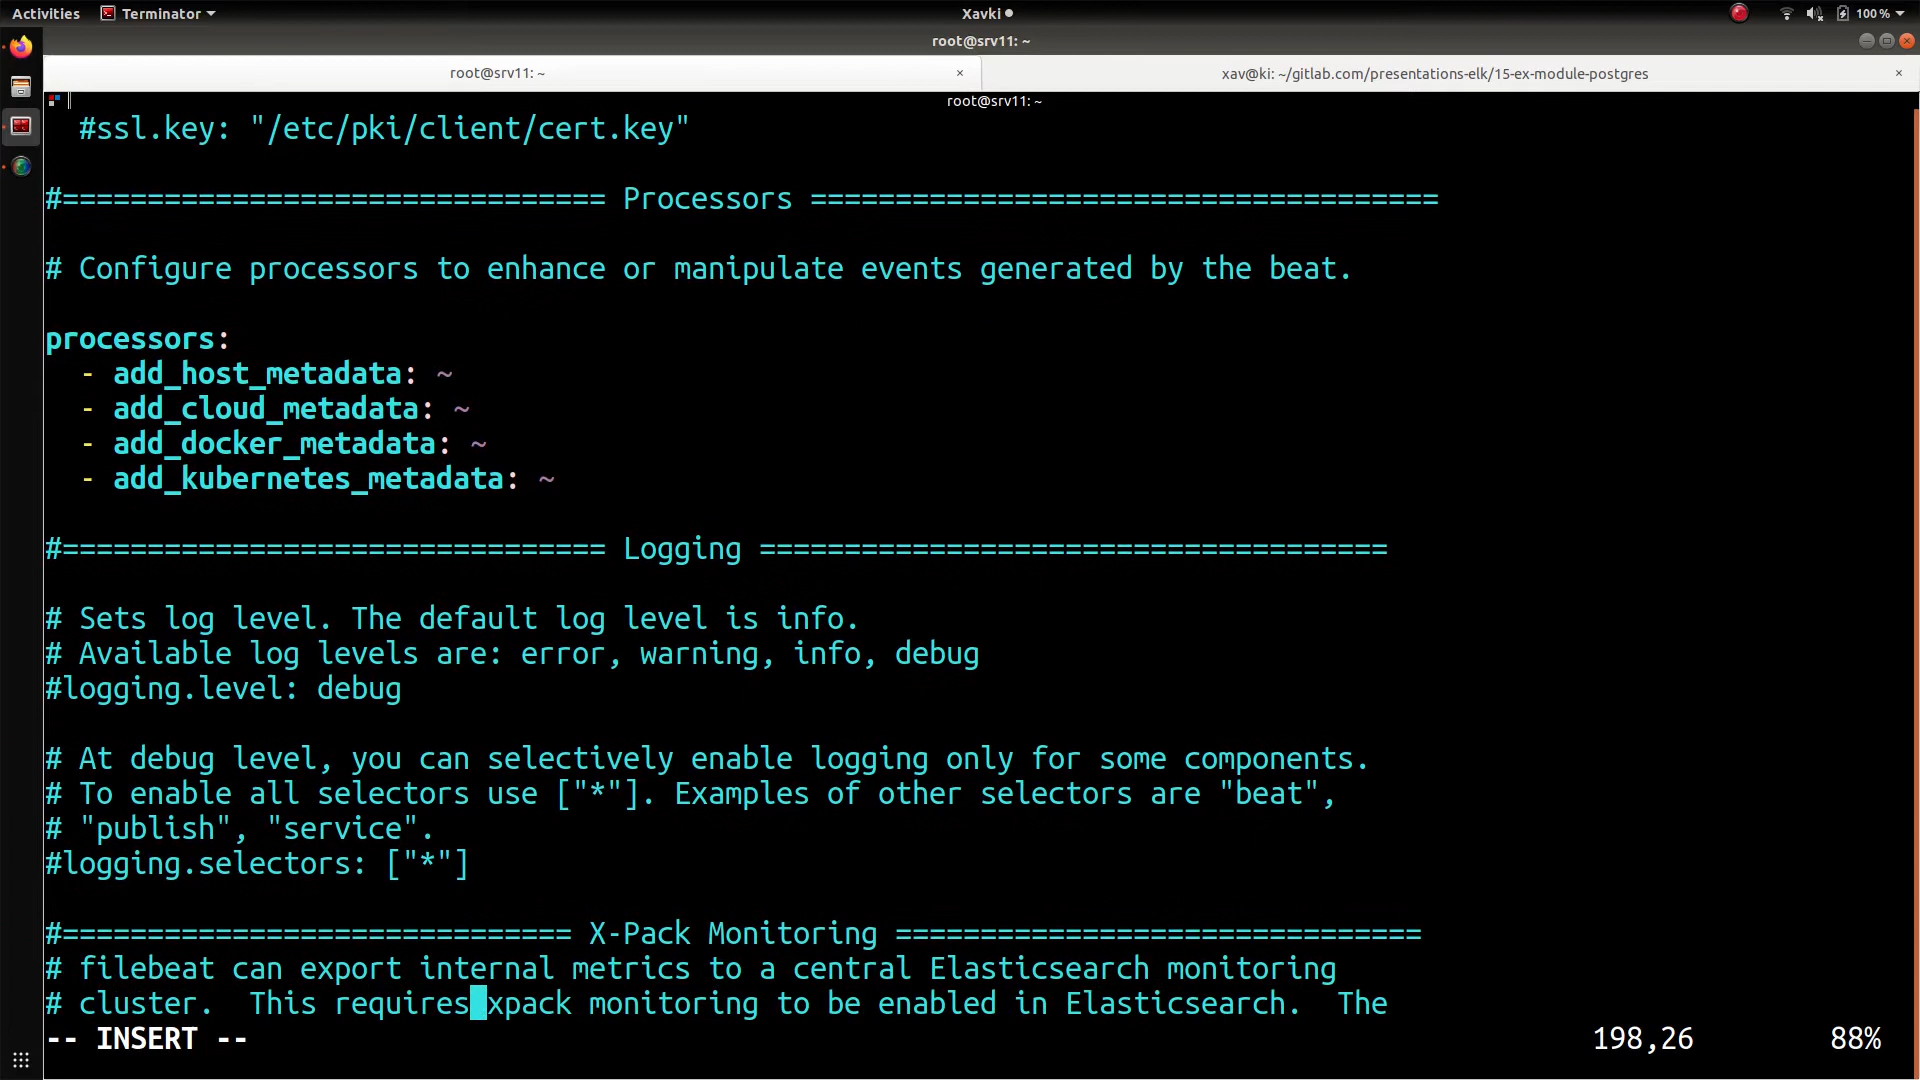 Activities Terminator Xavki 100 %
root@srv11: ~
root@srv11: ~ × xav@ki: ~/gitlab.com/presentations-elk/15-ex-module-postgres ×
root@srv11: ~
#ssl.key: "/etc/pki/client/cert.key"
#================================ Processors =====================================
# Configure processors to enhance or manipulate events generated by the beat.
processors:
- add_host_metadata: ~
- add_cloud_metadata: ~
- add_docker_metadata: ~
- add_kubernetes_metadata: ~
#================================ Logging =====================================
# Sets log level. The default log level is info.
# Available log levels are: error, warning, info, debug
#logging.level: debug
# At debug level, you can selectively enable logging only for some components.
# To enable all selectors use ["*"]. Examples of other selectors are "beat",
# "publish", "service".
#logging.selectors: ["*"]
#============================== X-Pack Monitoring ===============================
# filebeat can export internal metrics to a central Elasticsearch monitoring
# cluster.  This requires xpack monitoring to be enabled in Elasticsearch.  The
-- INSERT -- 198,26 88%